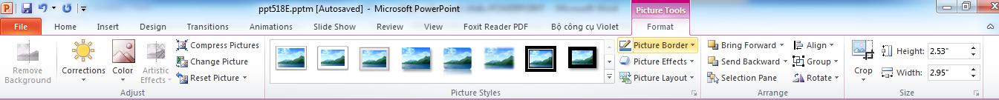 ppt518E.pptm [Autosaved] - Microsoft PowerPoint
Picture Tools
File Home Insert Design Transitions Animations Slide Show Review View Foxit Reader PDF Bộ công cụ Violet Format
Remove Background
Corrections
Color
Artistic Effects
Compress Pictures
Change Picture
Reset Picture
Adjust
Picture Styles
Picture Border
Picture Effects
Picture Layout
Bring Forward
Send Backward
Selection Pane
Align
Group
Rotate
Arrange
Crop
Height: 2.53"
Width: 2.95"
Size